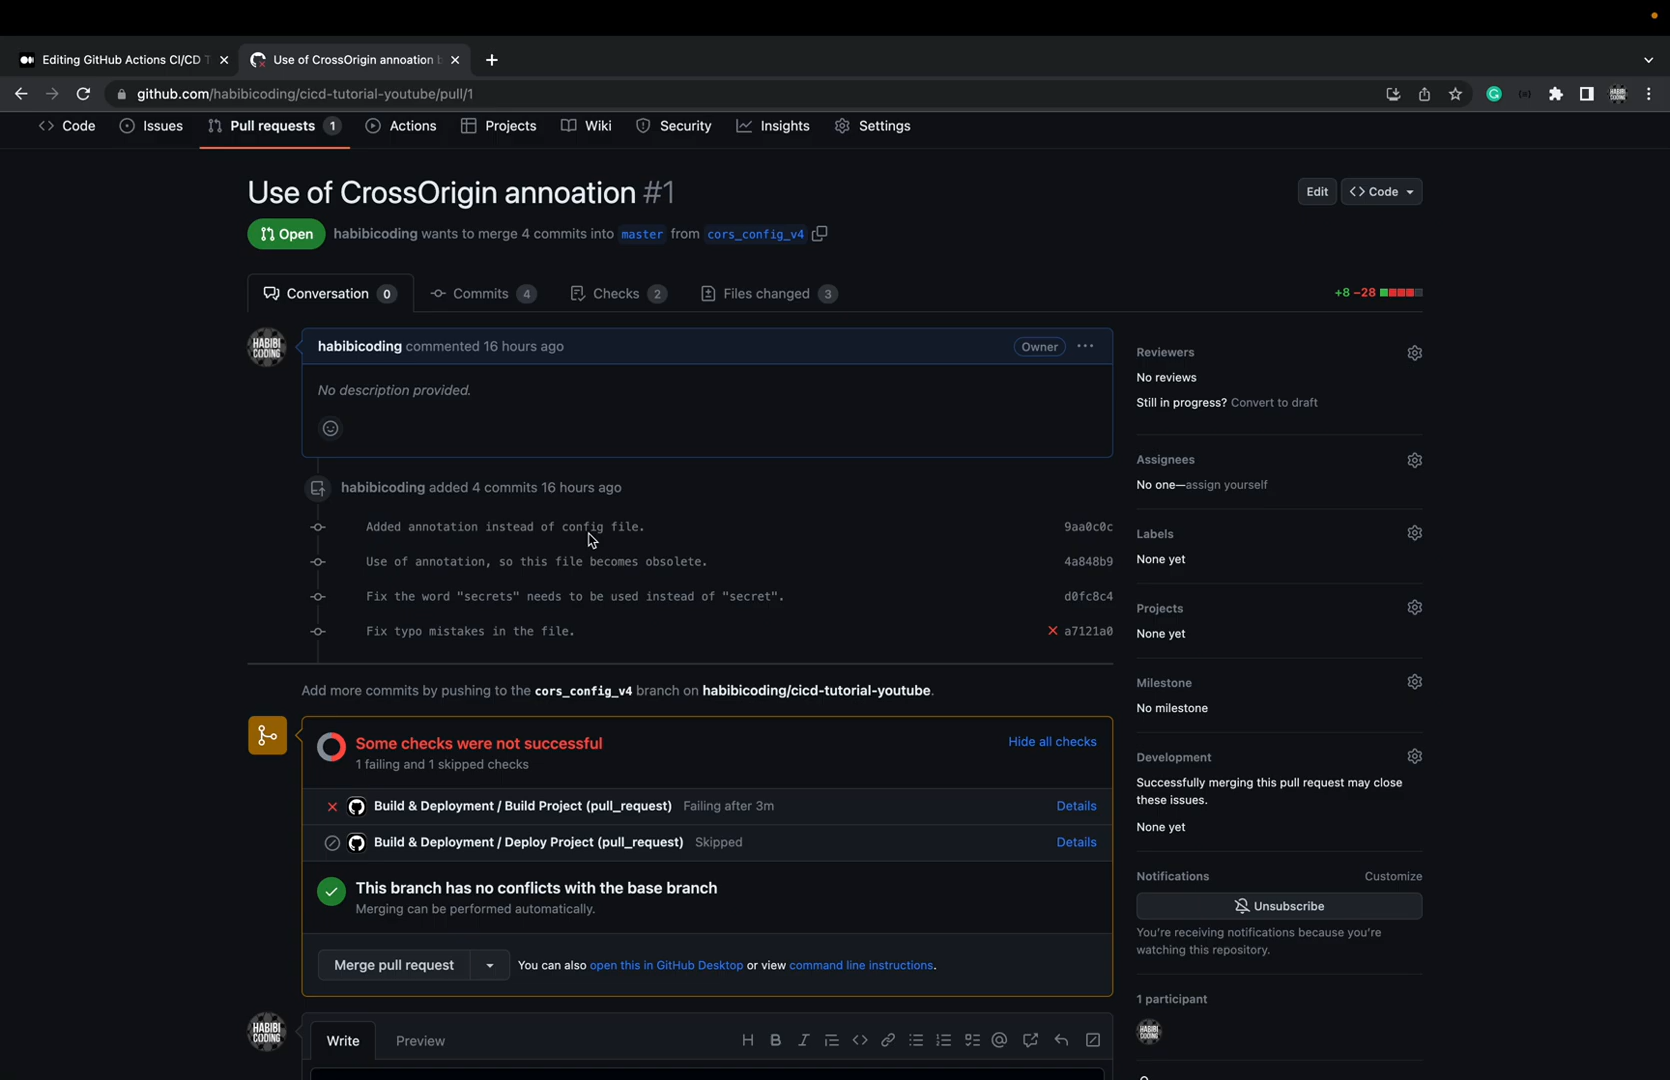 Editing GitHub Actions CI/CD T
Use of CrossOrigin annoation b
github.com/habibicoding/cicd-tutorial-youtube/pull/1
Code Issues Pull requests 1 Actions Projects Wiki Security Insights Settings
Use of CrossOrigin annoation #1
Edit <> Code
Open habibicoding wants to merge 4 commits into master from cors_config_v4
Conversation 0 Commits 4 Checks 2 Files changed 3
+8 −28
HABIBI
CODING
habibicoding commented 16 hours ago
Owner
No description provided.
habibicoding added 4 commits 16 hours ago
Added annotation instead of config file. 9aa0c0c
Use of annotation, so this file becomes obsolete. 4a848b9
Fix the word "secrets" needs to be used instead of "secret". d0fc8c4
Fix typo mistakes in the file. a7121a0
Add more commits by pushing to the cors_config_v4 branch on habibicoding/cicd-tutorial-youtube.
Some checks were not successful
1 failing and 1 skipped checks
Hide all checks
Build & Deployment / Build Project (pull_request) Failing after 3m Details
Build & Deployment / Deploy Project (pull_request) Skipped Details
This branch has no conflicts with the base branch
Merging can be performed automatically.
Merge pull request You can also open this in GitHub Desktop or view command line instructions.
HABIBI
CODING
Write Preview
Reviewers
No reviews
Still in progress? Convert to draft
Assignees
No one—assign yourself
Labels
None yet
Projects
None yet
Milestone
No milestone
Development
Successfully merging this pull request may close
these issues.
None yet
Notifications Customize
Unsubscribe
You're receiving notifications because you're
watching this repository.
1 participant
HABIBI
CODING